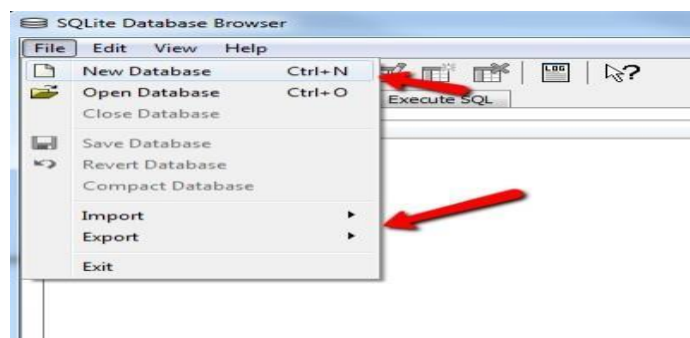 SQLite Database Browser
File Edit View Help
New Database Ctrl+N
Open Database Ctrl+O
Close Database
Save Database
Revert Database
Compact Database
Import
Export
Exit
LOG
?
Execute SQL